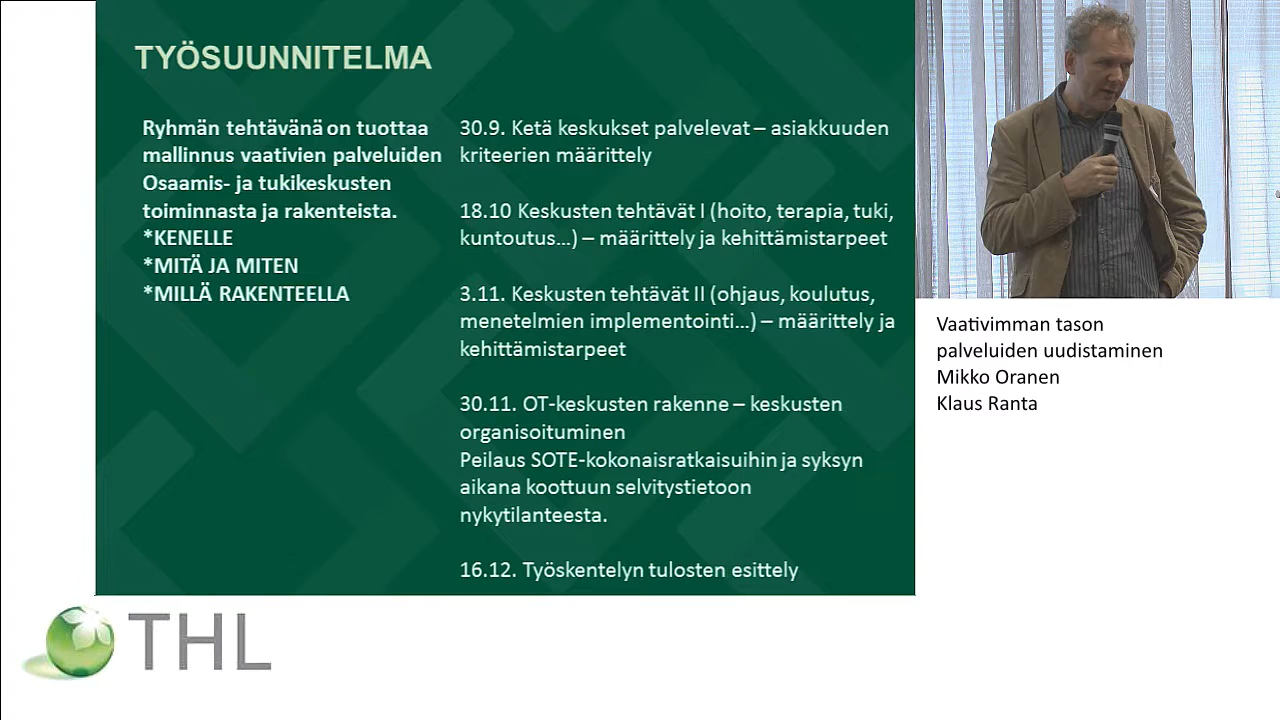 TYÖSUUNNITELMA
Ryhmän tehtävänä on tuottaa
mallinnus vaativien palveluiden
Osaamis- ja tukikeskusten
toiminnasta ja rakenteista.
*KENELLE
*MITÄ JA MITEN
*MILLÄ RAKENTEELLA
30.9. Ketä keskukset palvelevat – asiakkuuden
kriteerien määrittely
18.10 Keskusten tehtävät I (hoito, terapia, tuki,
kuntoutus...) – määrittely ja kehittämistarpeet
3.11. Keskusten tehtävät II (ohjaus, koulutus,
menetelmien implementointi...) – määrittely ja
kehittämistarpeet
30.11. OT-keskusten rakenne – keskusten
organisoituminen
Peilaus SOTE-kokonaisratkaisuihin ja syksyn
aikana koottuun selvitystietoon
nykytilanteesta.
16.12. Työskentelyn tulosten esittely
Vaativimman tason
palveluiden uudistaminen
Mikko Oranen
Klaus Ranta
THL